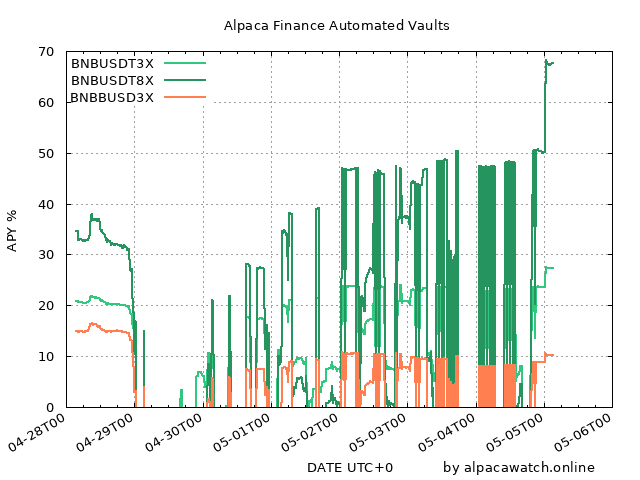 Alpaca Finance Automated Vaults
BNBUSDT3X
BNBUSDT8X
BNBBUSD3X
APY %
70
60
50
40
30
20
10
0
04-28T00
04-29T00
04-30T00
05-01T00
05-02T00
05-03T00
05-04T00
05-05T00
05-06T00
DATE UTC+0
by alpacawatch.online